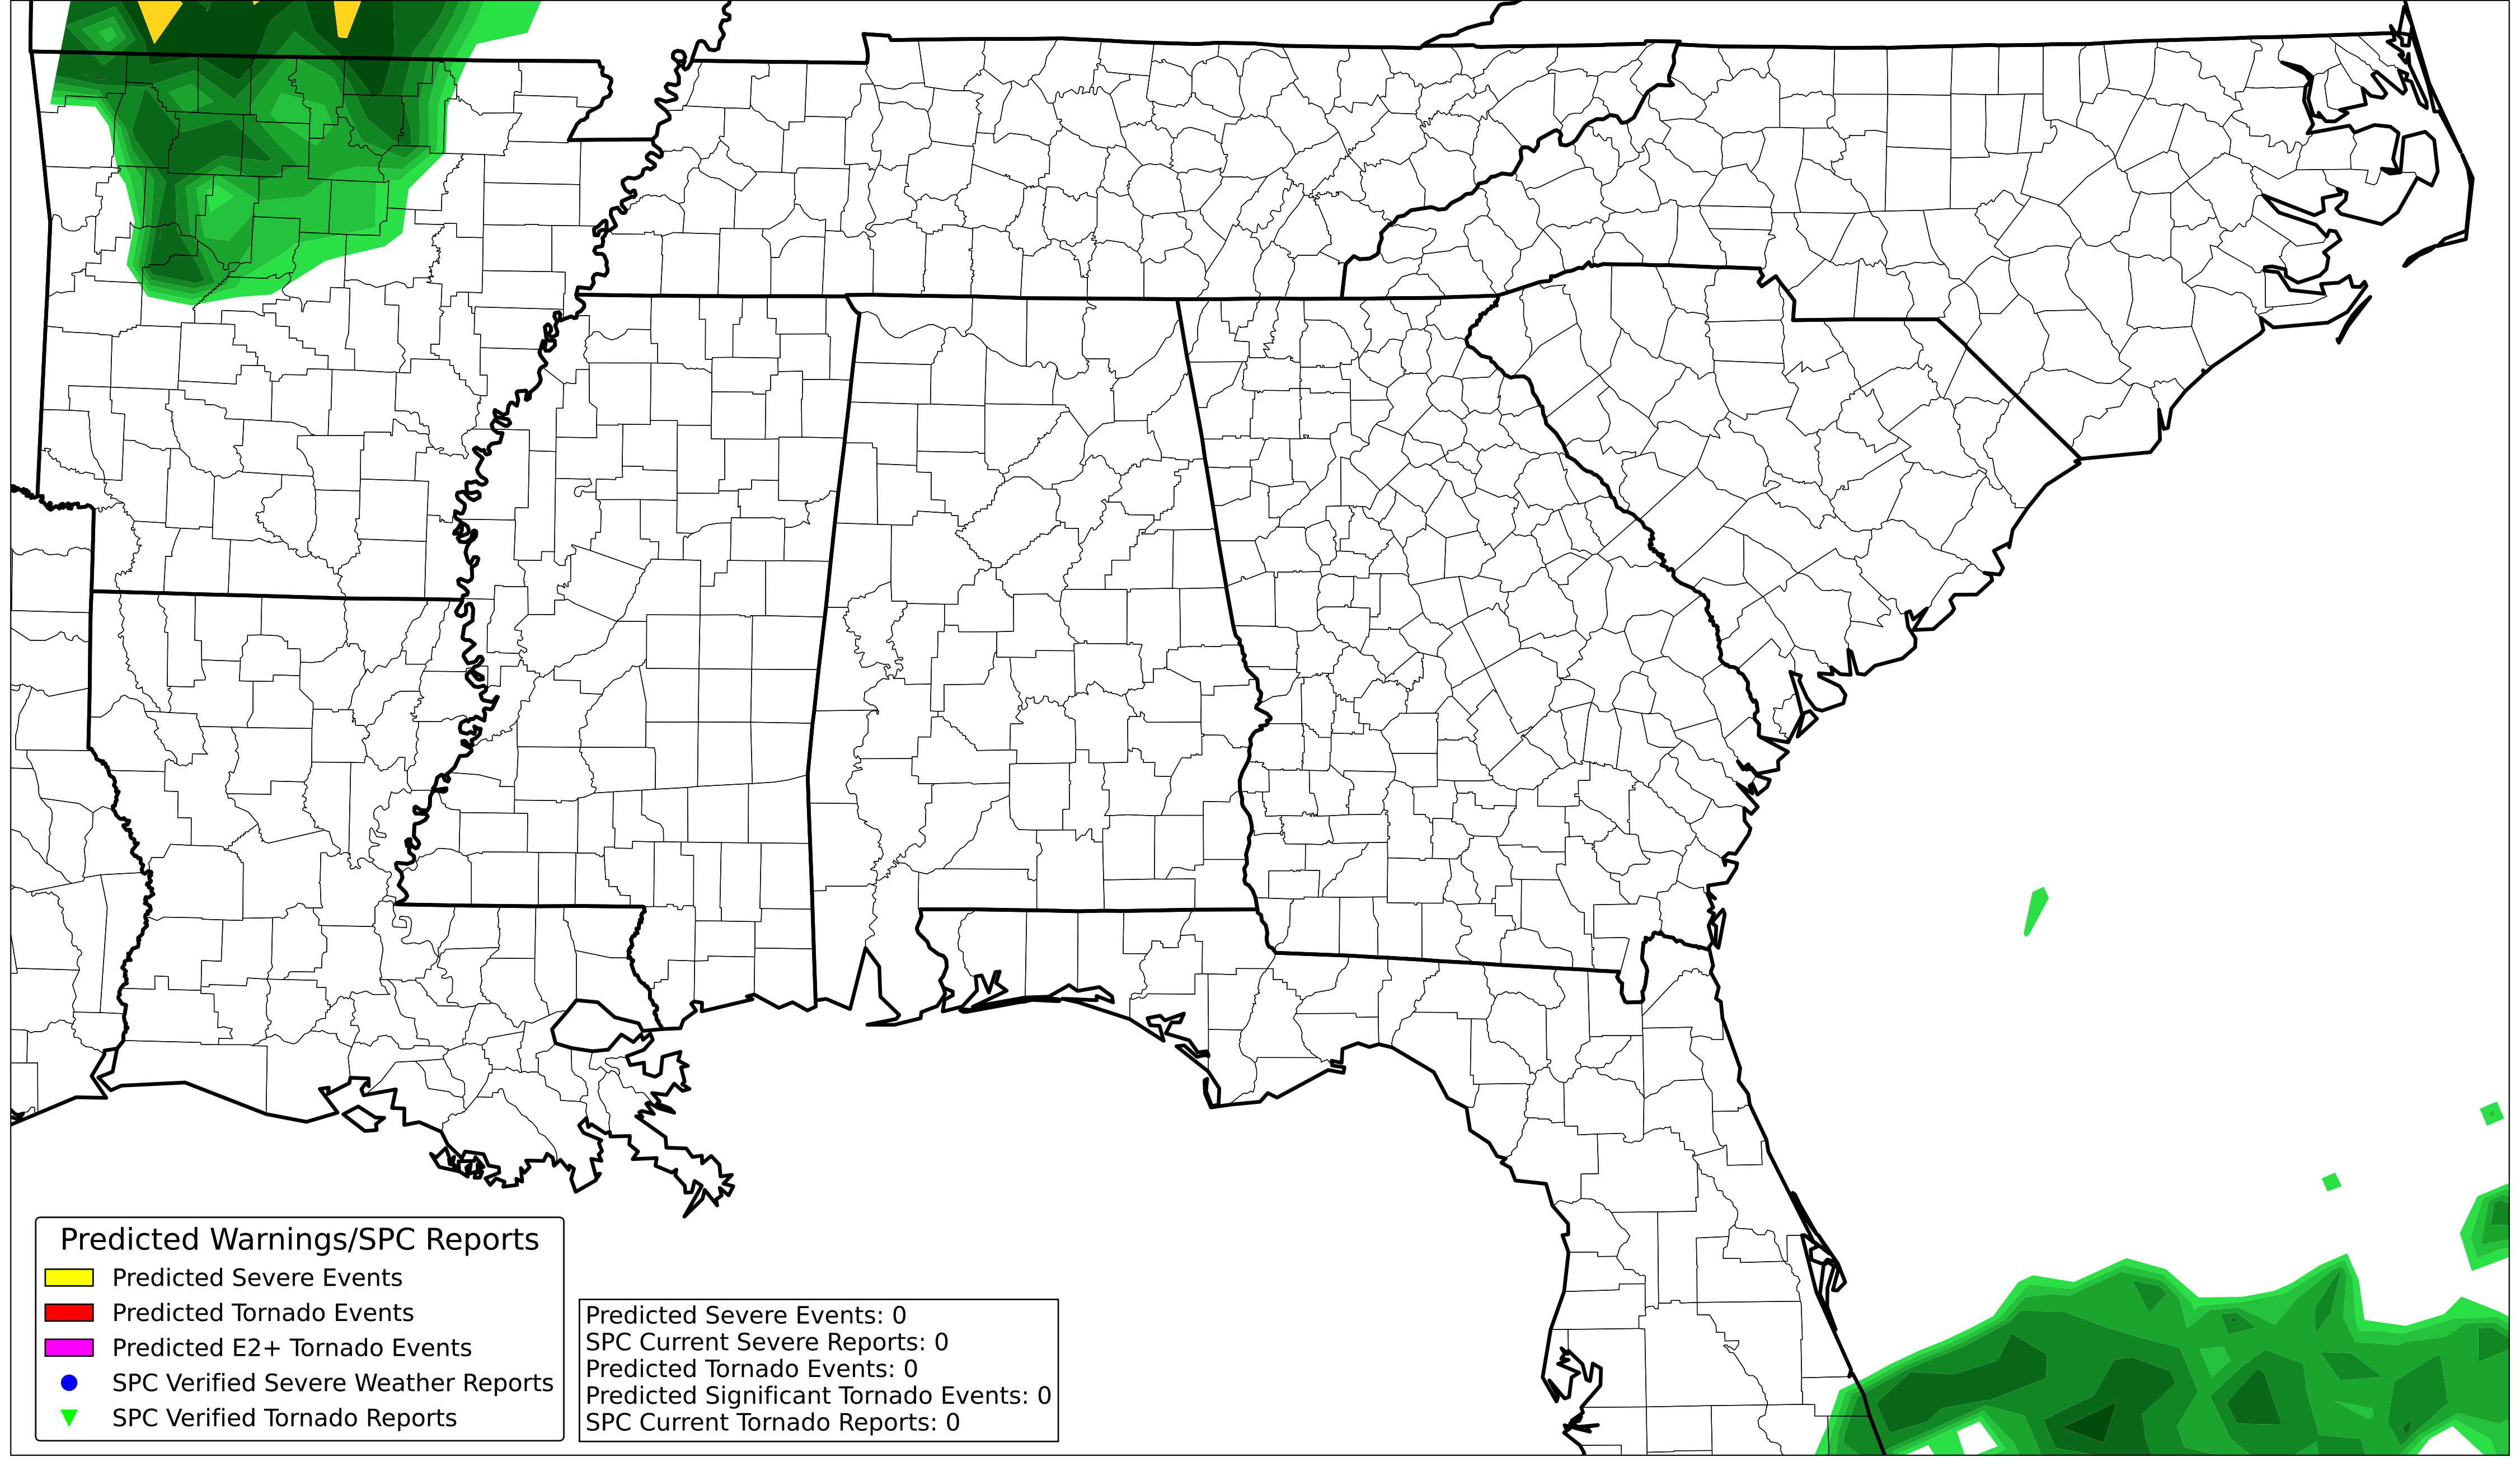 Predicted Warnings/SPC Reports
Predicted Severe Events
Predicted Tornado Events
Predicted E2+ Tornado Events
SPC Verified Severe Weather Reports
SPC Verified Tornado Reports
Predicted Severe Events: 0
SPC Current Severe Reports: 0
Predicted Tornado Events: 0
Predicted Significant Tornado Events: 0
SPC Current Tornado Reports: 0